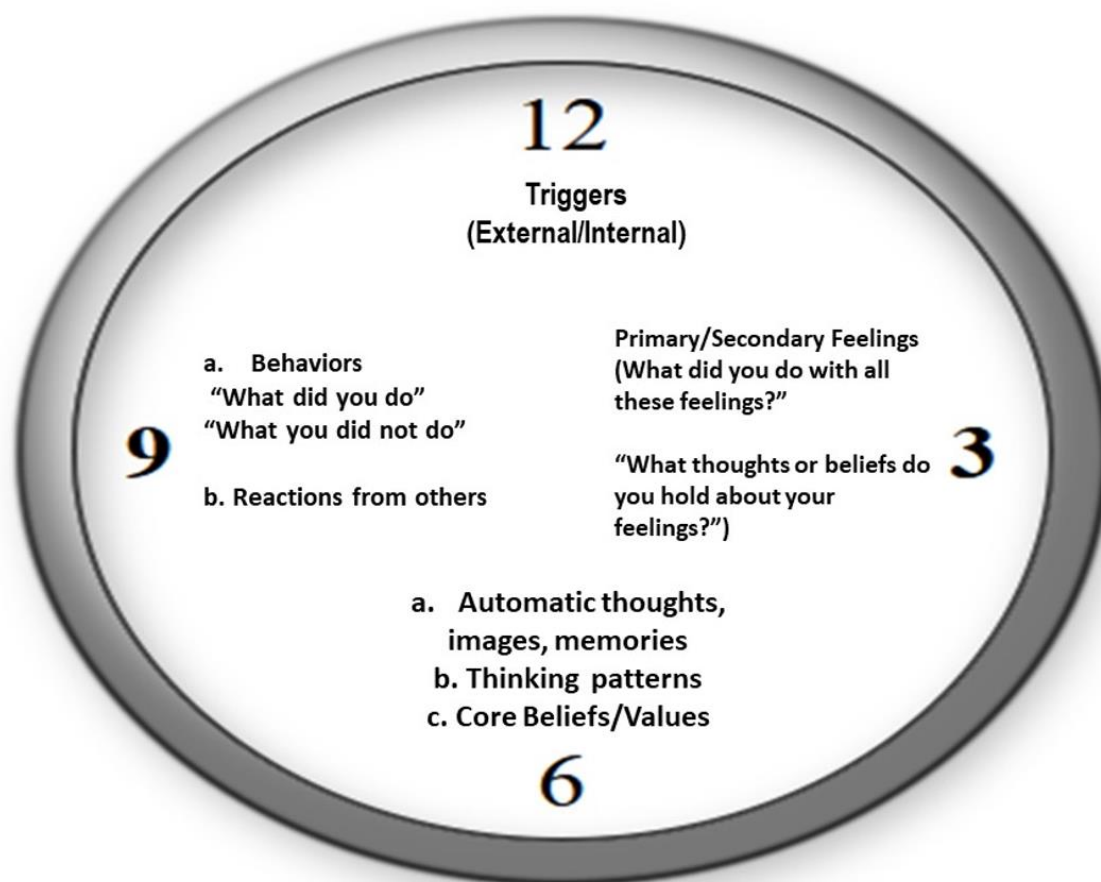 12
Triggers
(External/Internal)
Primary/Secondary Feelings
(What did you do with all
these feelings?"
"What thoughts or beliefs do
you hold about your
feelings?")
3
a. Automatic thoughts,
images, memories
b. Thinking patterns
c. Core Beliefs/Values
6
a. Behaviors
“What did you do”
“What you did not do”
b. Reactions from others
9